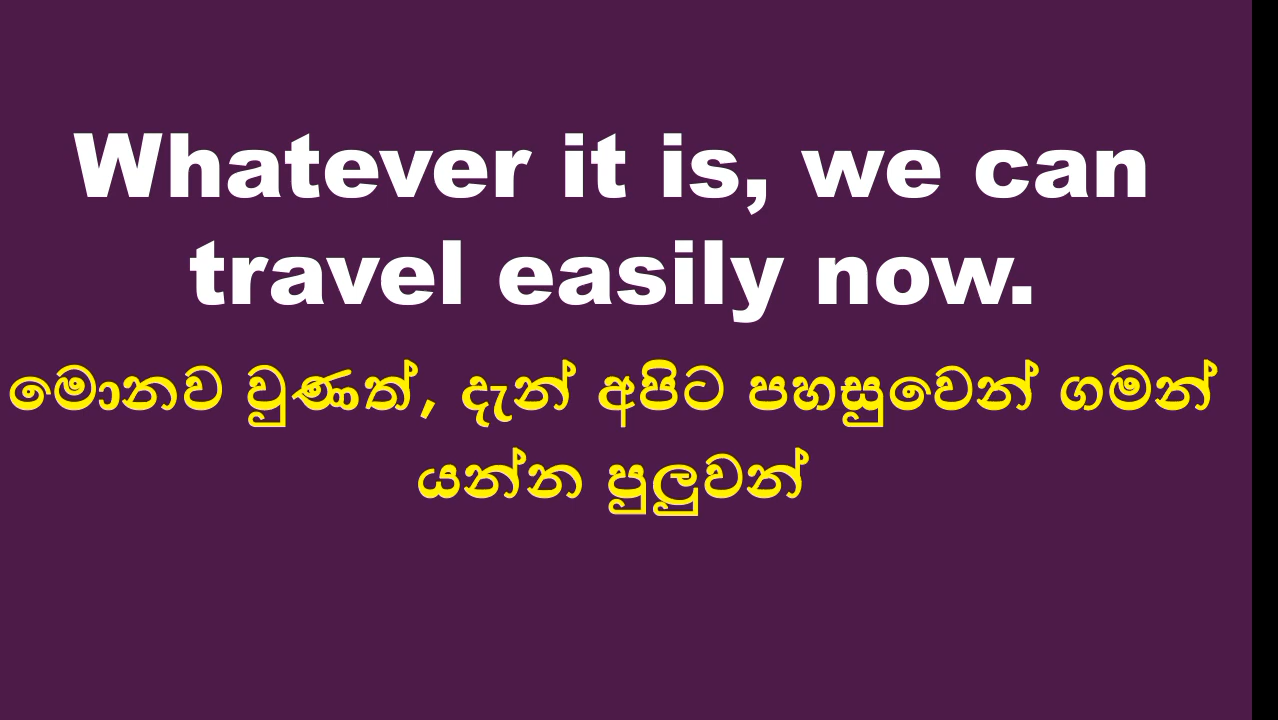 Whatever it is, we can
travel easily now.
මොනව වුණත්, දැන් අපිට පහසුවෙන් ගමන්
යන්න පුලුවන්